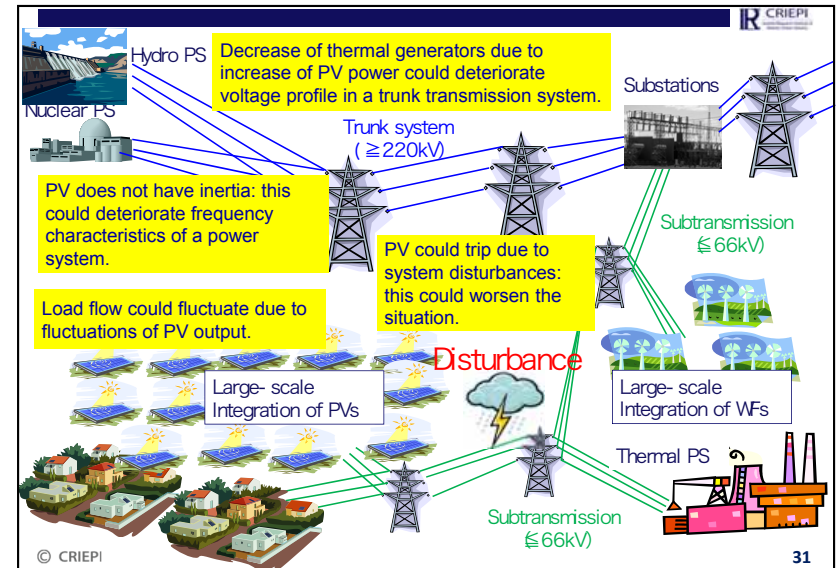 CRIEPI
Hydro PS
Decrease of thermal generators due to
increase of PV power could deteriorate
voltage profile in a trunk transmission system.
Substations
Nuclear PS
Trunk system
( ≧220kV)
PV does not have inertia: this
could deteriorate frequency
characteristics of a power
system.
Subtransmission
≦66kV)
PV could trip due to
system disturbances:
this could worsen the
situation.
Load flow could fluctuate due to
fluctuations of PV output.
Disturbance
Large- scale
Integration of PVs
Large- scale
Integration of WFs
Thermal PS
Subtransmission
≦66kV)
© CRIEPI
31